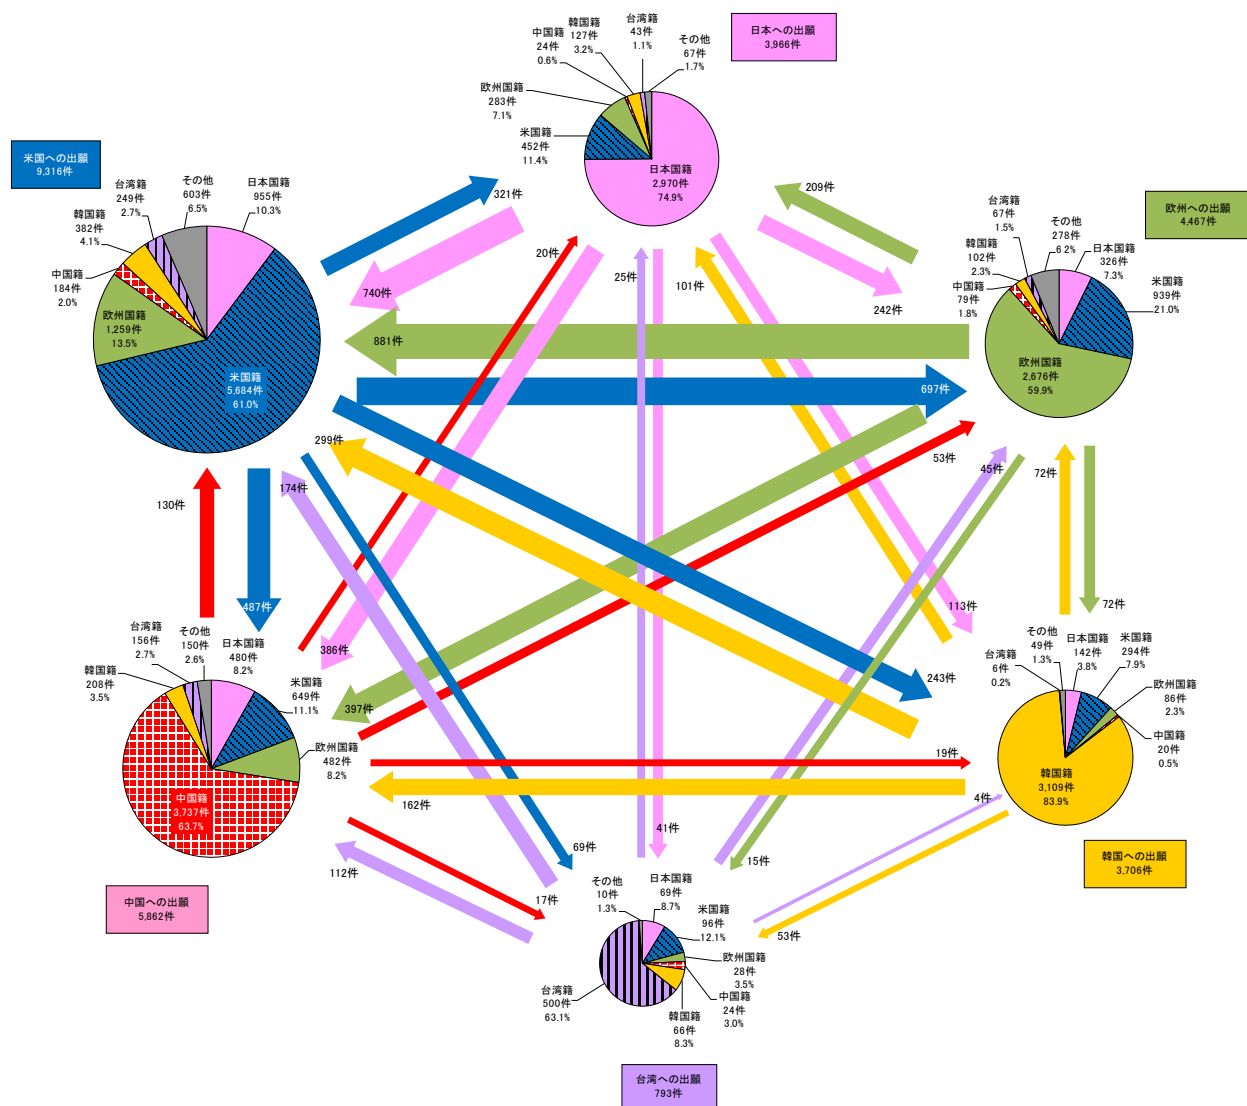 日本への出願
3,966件
中国籍
24件
0.6%
韓国籍
127件
3.2%
台湾籍
43件
1.1%
その他
67件
1.7%
欧州国籍
283件
7.1%
米国籍
452件
11.4%
日本国籍
2,970件
74.9%
米国への出願
9,316件
台湾籍
249件
2.7%
その他
603件
6.5%
日本国籍
955件
10.3%
韓国籍
382件
4.1%
中国籍
184件
2.0%
欧州国籍
1,259件
13.5%
米国籍
5,684件
61.0%
欧州への出願
4,467件
台湾籍
67件
1.5%
その他
278件
6.2%
日本国籍
326件
7.3%
韓国籍
102件
2.3%
中国籍
79件
1.8%
米国籍
939件
21.0%
欧州国籍
2,676件
59.9%
321件
209件
20件
25件
101件
740件
242件
881件
697件
299件
53件
45件
72件
174件
130件
487件
386件
113件
72件
243件
397件
19件
162件
4件
41件
69件
15件
112件
17件
53件
台湾籍
156件
2.7%
その他
150件
2.6%
日本国籍
480件
8.2%
韓国籍
208件
3.5%
米国籍
649件
11.1%
欧州国籍
482件
8.2%
中国籍
3,737件
63.7%
中国への出願
5,862件
台湾籍
6件
0.2%
その他
49件
1.3%
日本国籍
142件
3.8%
米国籍
294件
7.9%
欧州国籍
86件
2.3%
中国籍
20件
0.5%
韓国籍
3,109件
83.9%
韓国への出願
3,706件
その他
10件
1.3%
日本国籍
69件
8.7%
米国籍
96件
12.1%
欧州国籍
28件
3.5%
中国籍
24件
3.0%
韓国籍
66件
8.3%
台湾籍
500件
63.1%
台湾への出願
793件